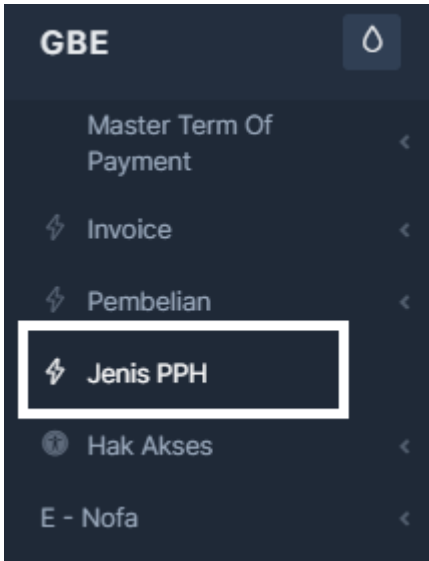 GBE
Master Term Of
Payment
Invoice
Pembelian
Jenis PPH
Hak Akses
E - Nofa